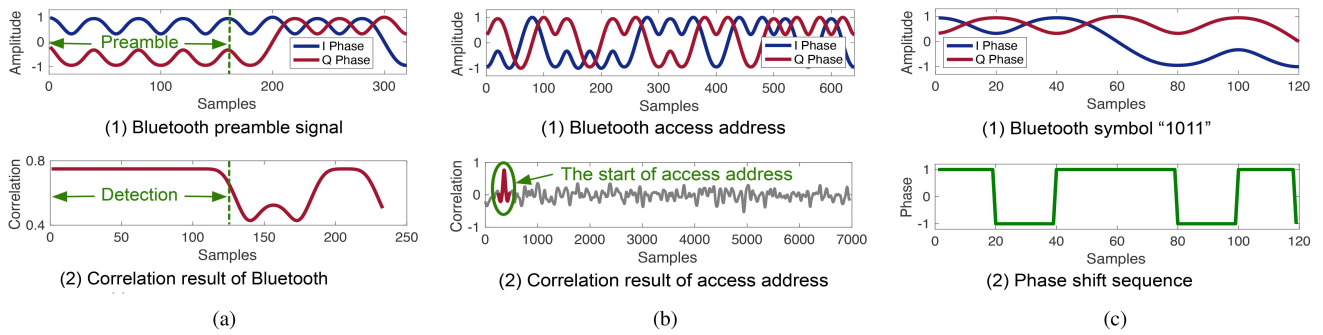 Amplitude
1
0
-1
Preamble
I Phase
Q Phase
0 100 200 300
Samples
(1) Bluetooth preamble signal
Correlation
0.8
0.4
Detection
0 50 100 150 200 250
Samples
(2) Correlation result of Bluetooth
(a)
Amplitude
1
0
-1
I Phase
Q Phase
0 100 200 300 400 500 600
Samples
(1) Bluetooth access address
Correlation
1
0
-1
The start of access address
0 1000 2000 3000 4000 5000 6000 7000
Samples
(2) Correlation result of access address
(b)
Amplitude
1
0
-1
I Phase
Q Phase
0 20 40 60 80 100 120
Samples
(1) Bluetooth symbol “1011”
Phase
1
0
-1
0 20 40 60 80 100 120
Samples
(2) Phase shift sequence
(c)